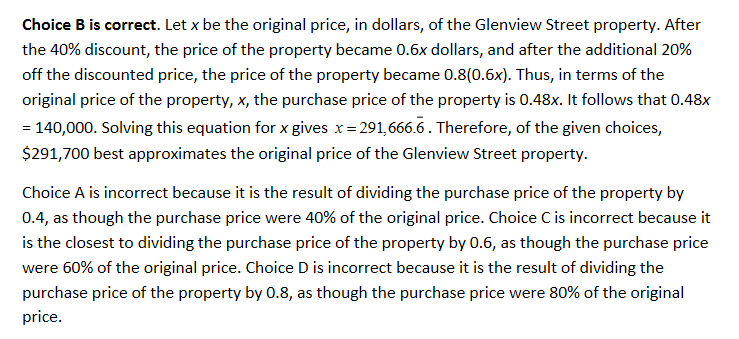 Choice B is correct. Let x be the original price, in dollars, of the Glenview Street property. After
the 40% discount, the price of the property became 0.6x dollars, and after the additional 20%
off the discounted price, the price of the property became 0.8(0.6x). Thus, in terms of the
original price of the property, x, the purchase price of the property is 0.48x. It follows that 0.48x
= 140,000. Solving this equation for x gives x = 291,666.6̄ . Therefore, of the given choices,
$291,700 best approximates the original price of the Glenview Street property.
Choice A is incorrect because it is the result of dividing the purchase price of the property by
0.4, as though the purchase price were 40% of the original price. Choice C is incorrect because it
is the closest to dividing the purchase price of the property by 0.6, as though the purchase price
were 60% of the original price. Choice D is incorrect because it is the result of dividing the
purchase price of the property by 0.8, as though the purchase price were 80% of the original
price.